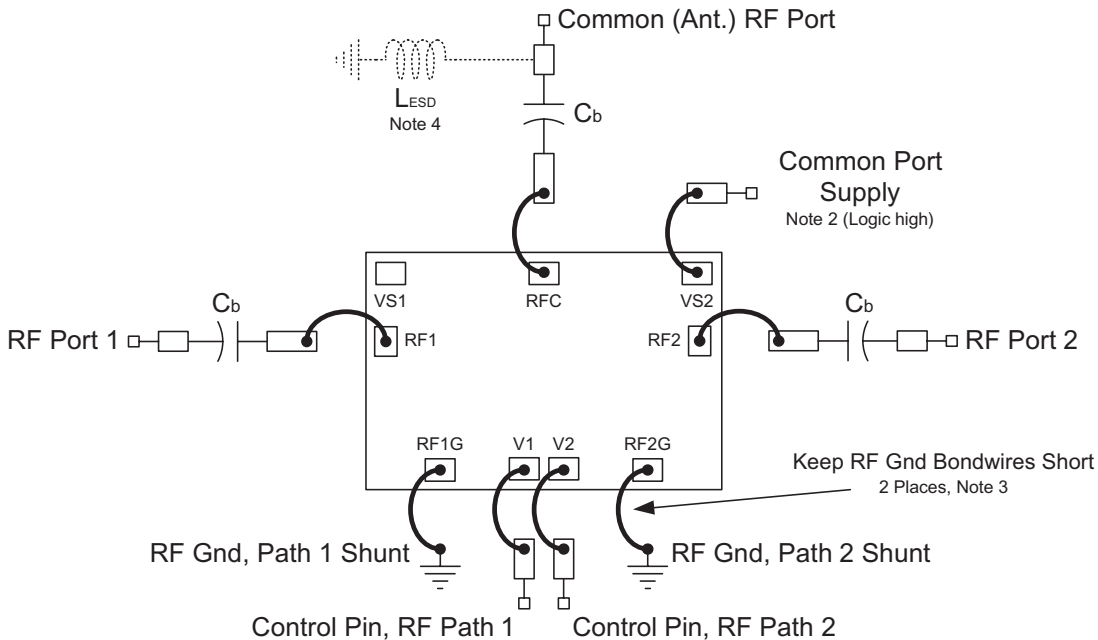 Common (Ant.) RF Port
LESD
Note 4
Cb
Common Port
Supply
Note 2 (Logic high)
VS1
RFC
VS2
Cb
Cb
RF Port 1
RF1
RF2
RF Port 2
RF1G
V1
V2
RF2G
Keep RF Gnd Bondwires Short
2 Places, Note 3
RF Gnd, Path 1 Shunt
RF Gnd, Path 2 Shunt
Control Pin, RF Path 1
Control Pin, RF Path 2